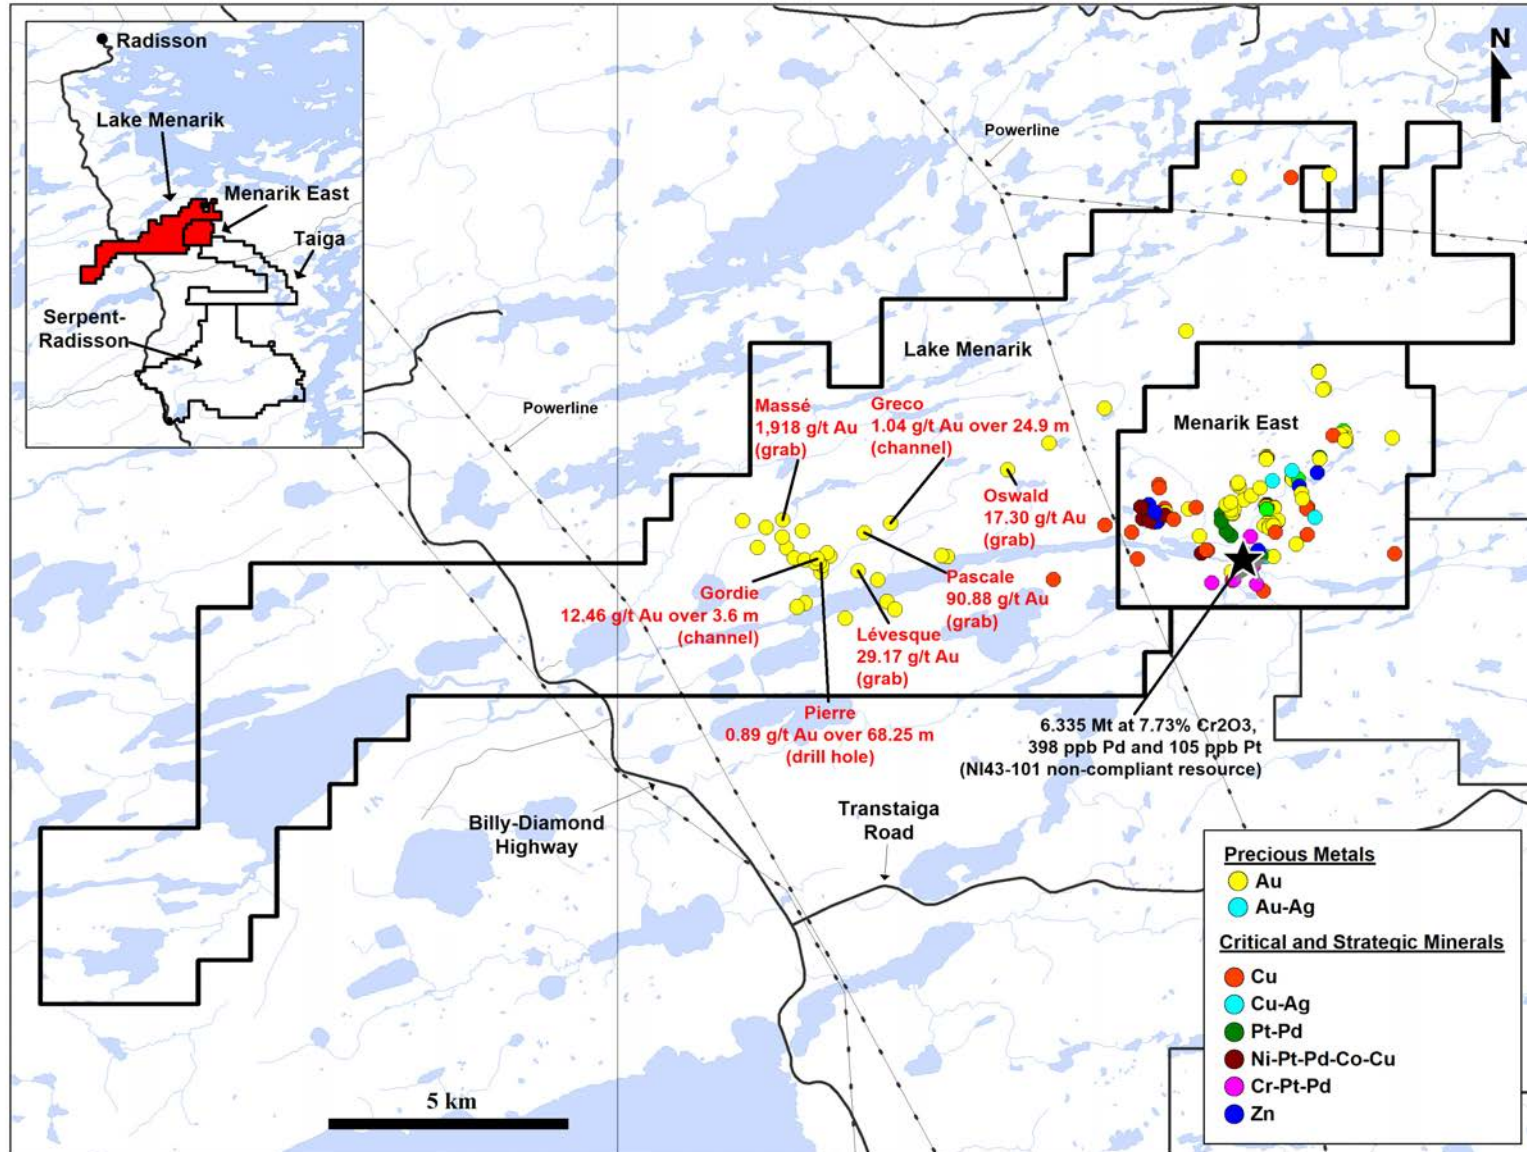 Radisson
Lake Menarik
Menarik East
Taiga
Serpent-
Radisson
N
Powerline
Powerline
Lake Menarik
Menarik East
Massé
1,918 g/t Au
(grab)
Greco
1.04 g/t Au over 24.9 m
(channel)
Oswald
17.30 g/t Au
(grab)
Pascale
90.88 g/t Au
(grab)
Gordie
12.46 g/t Au over 3.6 m
(channel)
Lévesque
29.17 g/t Au
(grab)
Pierre
0.89 g/t Au over 68.25 m
(drill hole)
6.335 Mt at 7.73% Cr2O3,
398 ppb Pd and 105 ppb Pt
(NI43-101 non-compliant resource)
Billy-Diamond
Highway
Transtaiga
Road
5 km
Precious Metals
Au
Au-Ag
Critical and Strategic Minerals
Cu
Cu-Ag
Pt-Pd
Ni-Pt-Pd-Co-Cu
Cr-Pt-Pd
Zn